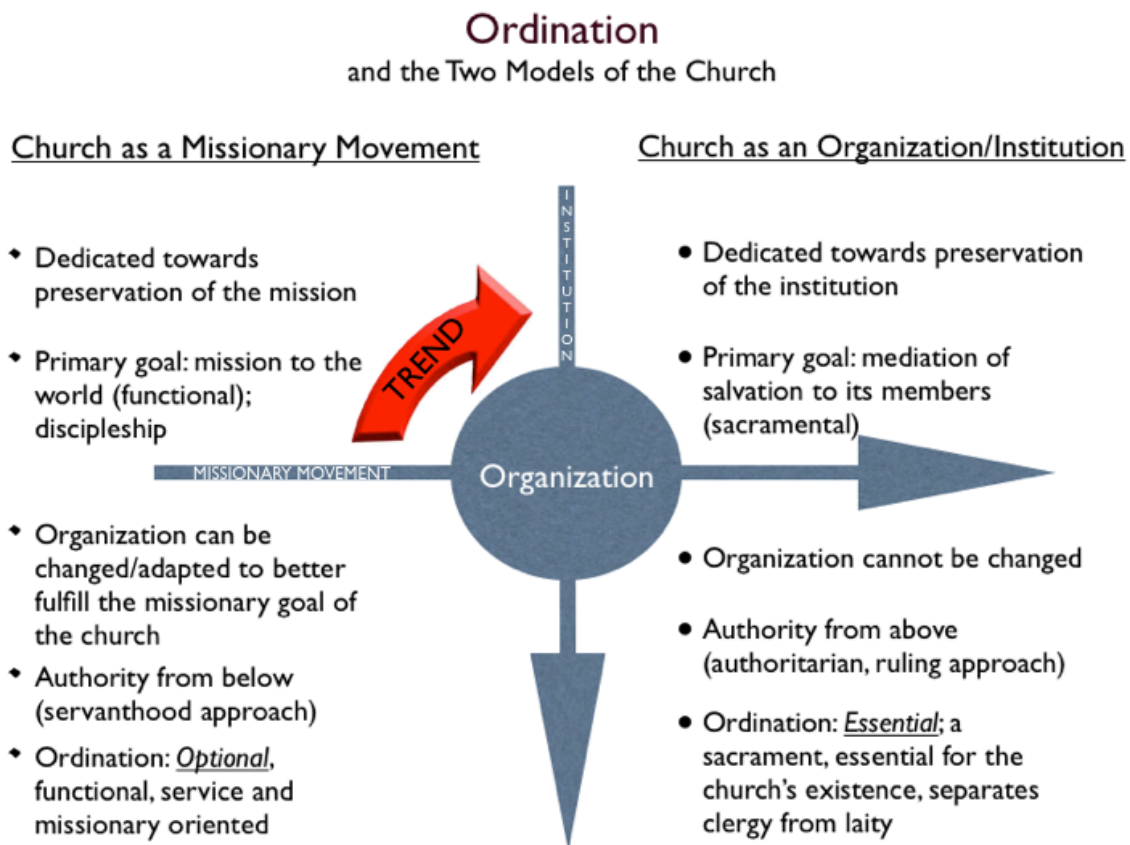 Ordination
and the Two Models of the Church
Church as a Missionary Movement
Dedicated towards
preservation of the mission
Primary goal: mission to the
world (functional);
discipleship
Organization can be
changed/adapted to better
fulfill the missionary goal of
the church
Authority from below
(servanthood approach)
Ordination: Optional,
functional, service and
missionary oriented
INSTITUTION
TREND
MISSIONARY MOVEMENT
Organization
Church as an Organization/Institution
Dedicated towards preservation
of the institution
Primary goal: mediation of
salvation to its members
(sacramental)
Organization cannot be changed
Authority from above
(authoritarian, ruling approach)
Ordination: Essential; a
sacrament, essential for the
church's existence, separates
clergy from laity